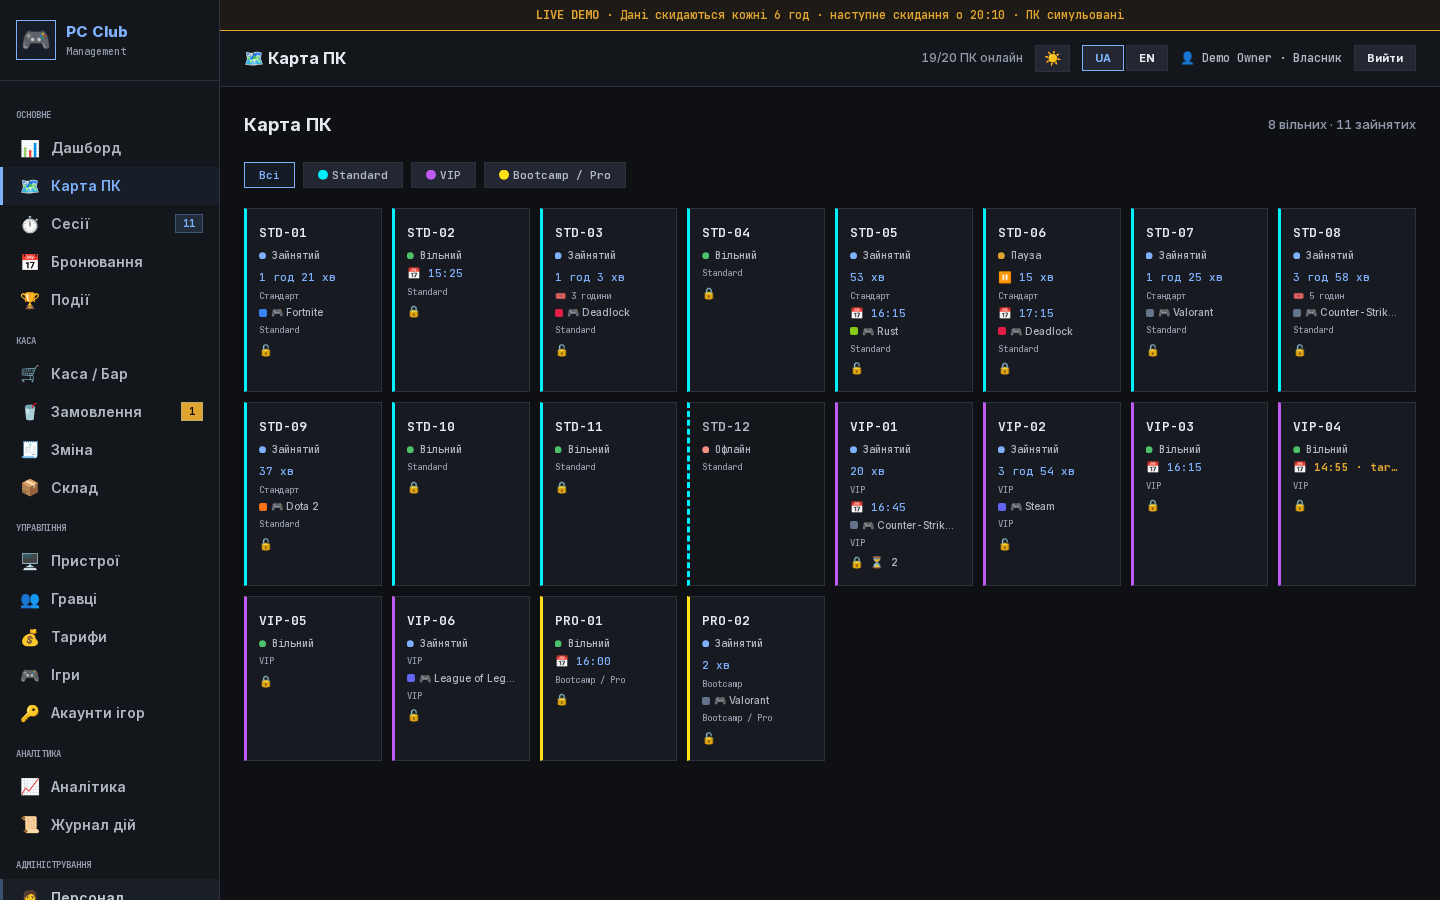 PC Club
Management
ОСНОВНЕ
Дашборд
Карта ПК
Сесії 11
Бронювання
Події
КАСА
Каса / Бар
Замовлення 1
Зміна
Склад
УПРАВЛІННЯ
Пристрої
Гравці
Тарифи
Ігри
Акаунти ігор
АНАЛІТИКА
Аналітика
Журнал дій
АДМІНІСТРУВАННЯ
Персонал
LIVE DEMO · Дані скидаються кожні 6 год · наступне скидання о 20:10 · ПК симульовані
Карта ПК
19/20 ПК онлайн
UA
EN
Demo Owner · Власник
Вийти
Карта ПК
8 вільних · 11 зайнятих
Всі
Standard
VIP
Bootcamp / Pro
STD-01
Зайнятий
1 год 21 хв
Стандарт
Fortnite
Standard
STD-02
Вільний
15:25
Standard
STD-03
Зайнятий
1 год 3 хв
3 години
Deadlock
Standard
STD-04
Вільний
Standard
STD-05
Зайнятий
53 хв
Стандарт
16:15
Rust
Standard
STD-06
Пауза
15 хв
Стандарт
17:15
Deadlock
Standard
STD-07
Зайнятий
1 год 25 хв
Стандарт
Valorant
Standard
STD-08
Зайнятий
3 год 58 хв
5 годин
Counter-Strik...
Standard
STD-09
Зайнятий
37 хв
Стандарт
Dota 2
Standard
STD-10
Вільний
Standard
STD-11
Вільний
Standard
STD-12
Офлайн
Standard
VIP-01
Зайнятий
20 хв
VIP
16:45
Counter-Strik...
VIP
2
VIP-02
Зайнятий
3 год 54 хв
VIP
Steam
VIP
VIP-03
Вільний
16:15
VIP
VIP-04
Вільний
14:55 · tar…
VIP
VIP-05
Вільний
VIP
VIP-06
Зайнятий
VIP
League of Leg...
VIP
PRO-01
Вільний
16:00
Bootcamp / Pro
PRO-02
Зайнятий
2 хв
Bootcamp
Valorant
Bootcamp / Pro